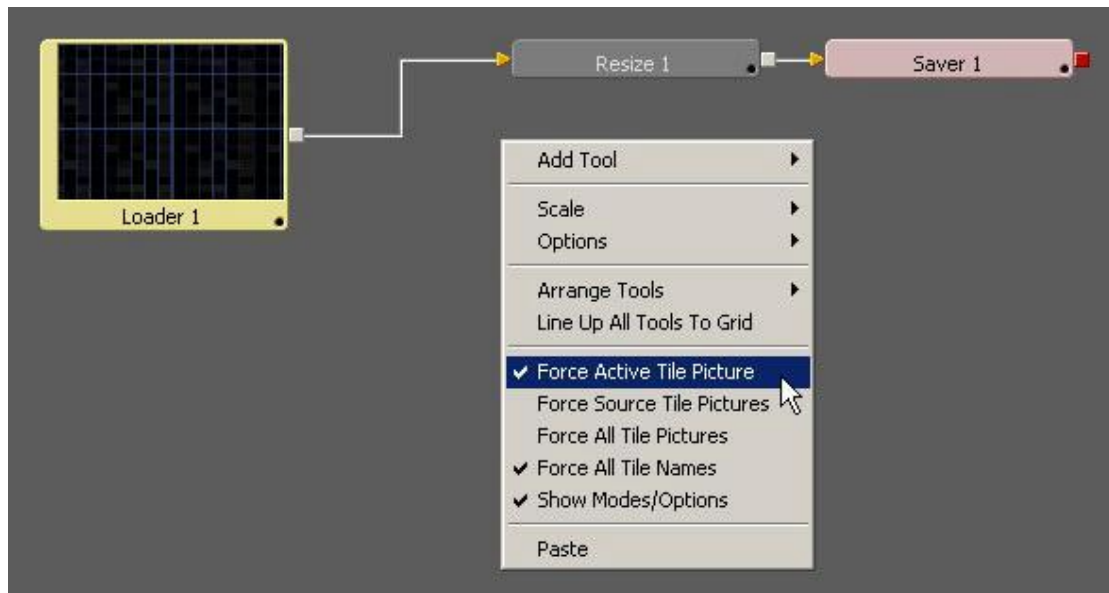 Resize 1
Saver 1
Loader 1
Add Tool
Scale
Options
Arrange Tools
Line Up All Tools To Grid
Force Active Tile Picture
Force Source Tile Pictures
Force All Tile Pictures
Force All Tile Names
Show Modes/Options
Paste